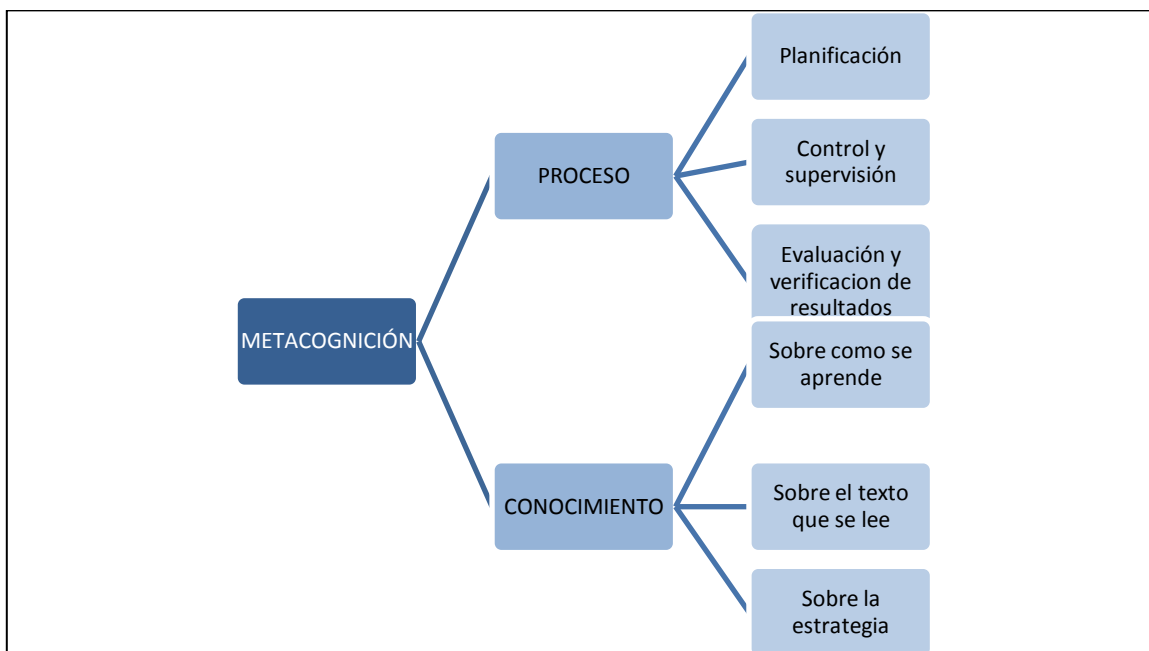 METACOGNICIÓN
PROCESO
Planificación
Control y
supervisión
Evaluación y
verificacion de
resultados
CONOCIMIENTO
Sobre como se
aprende
Sobre el texto
que se lee
Sobre la
estrategia